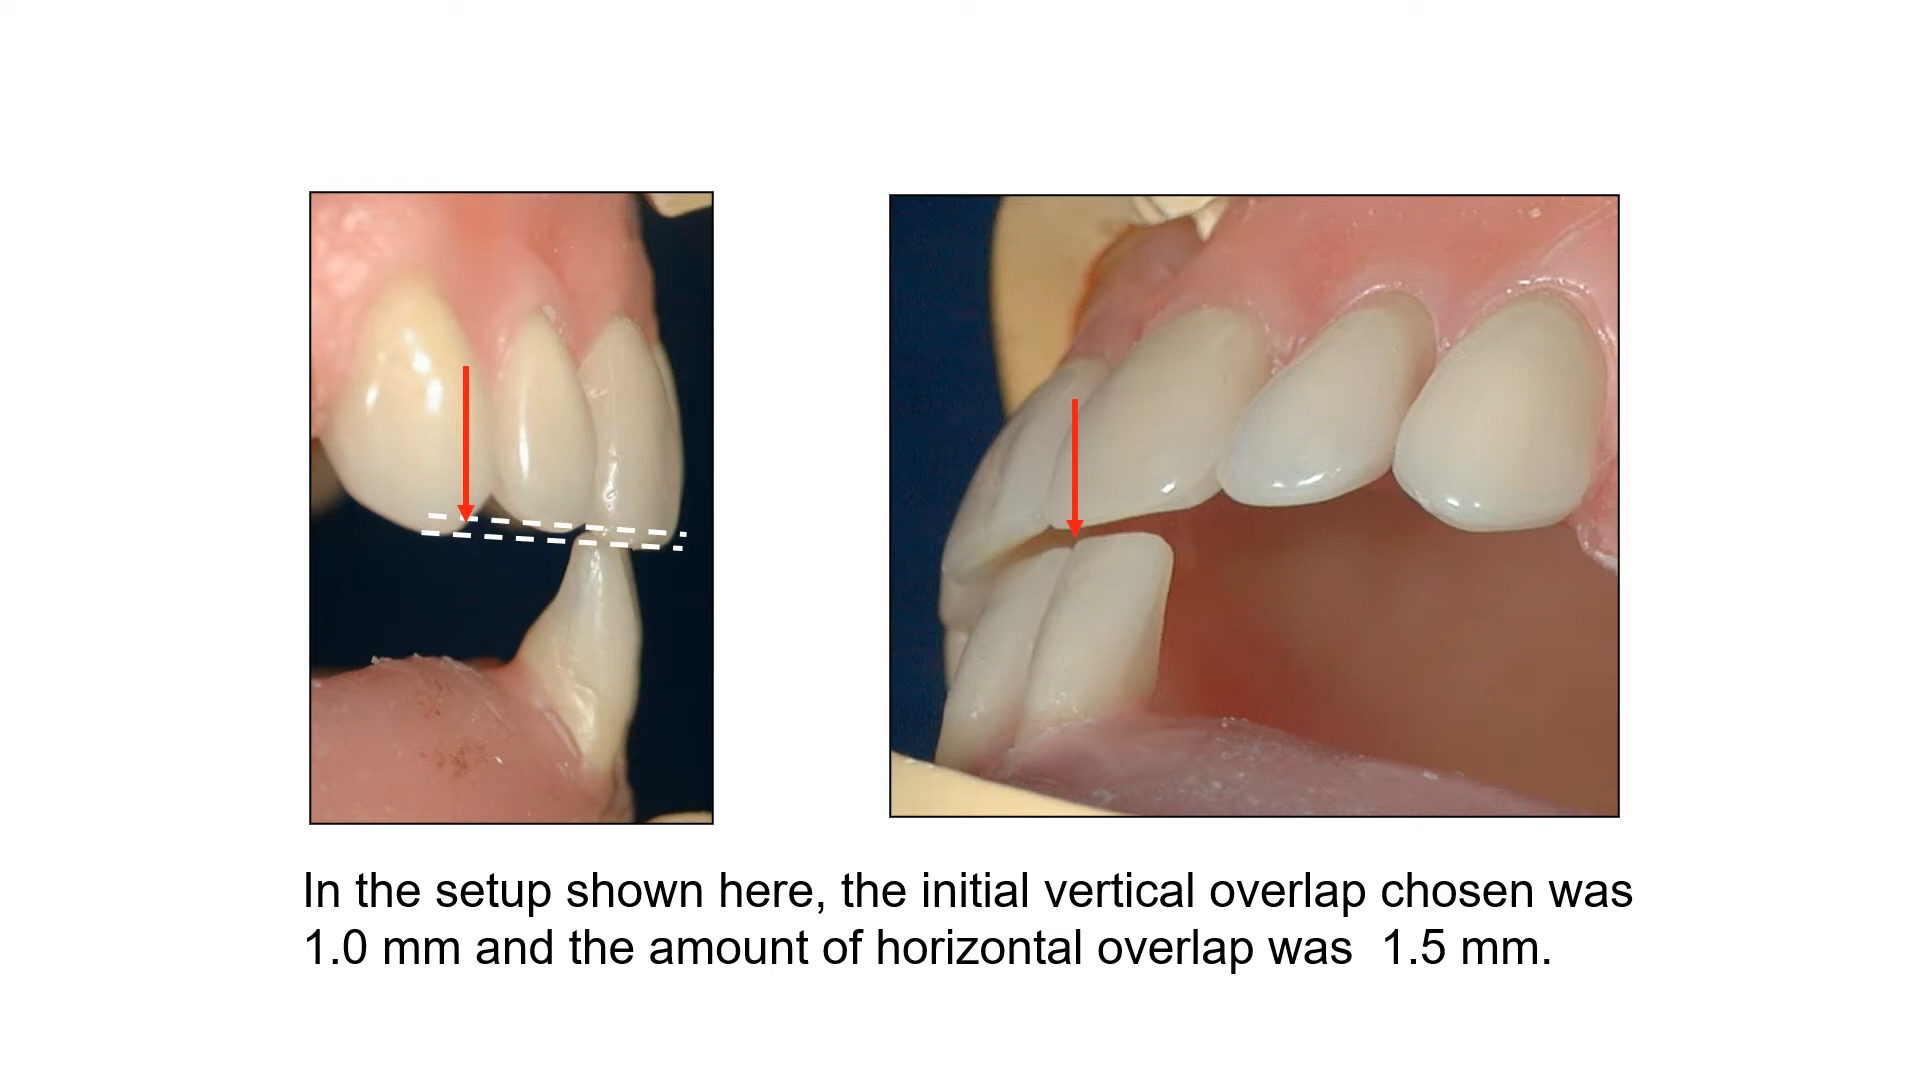 In the setup shown here, the initial vertical overlap chosen was
1.0 mm and the amount of horizontal overlap was  1.5 mm.